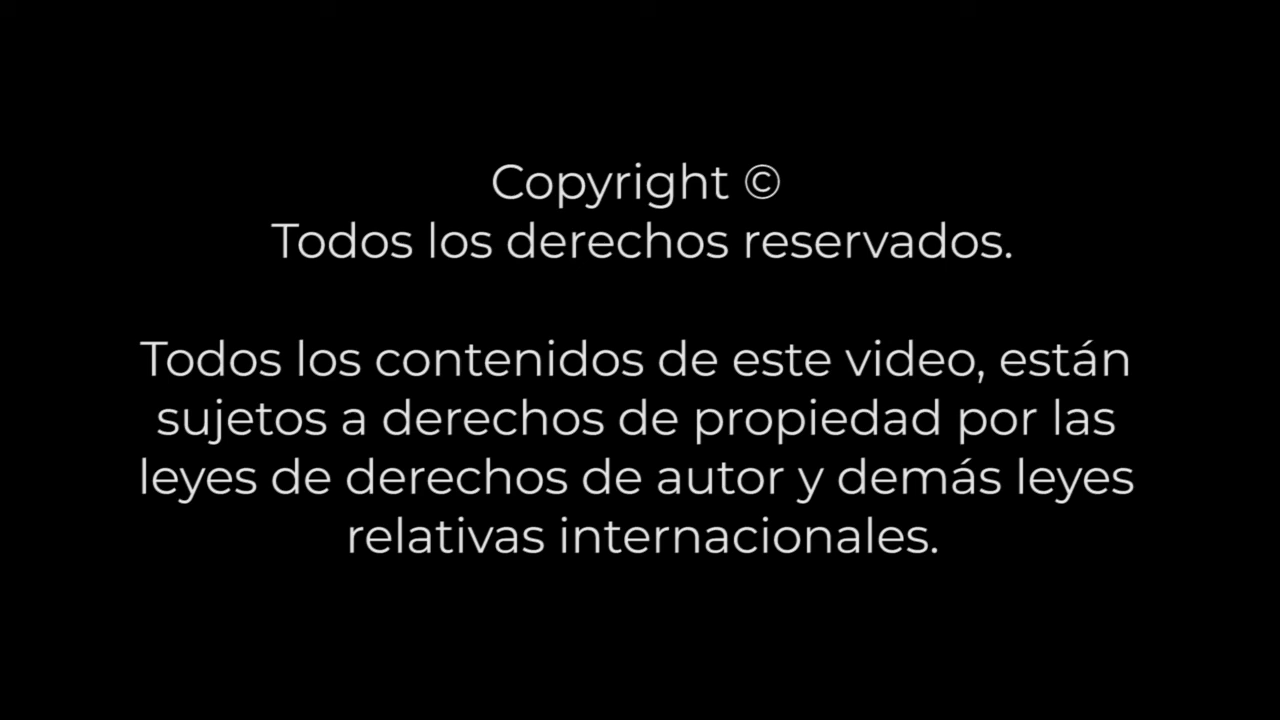 Copyright ©
Todos los derechos reservados.
Todos los contenidos de este video, están
sujetos a derechos de propiedad por las
leyes de derechos de autor y demás leyes
relativas internacionales.